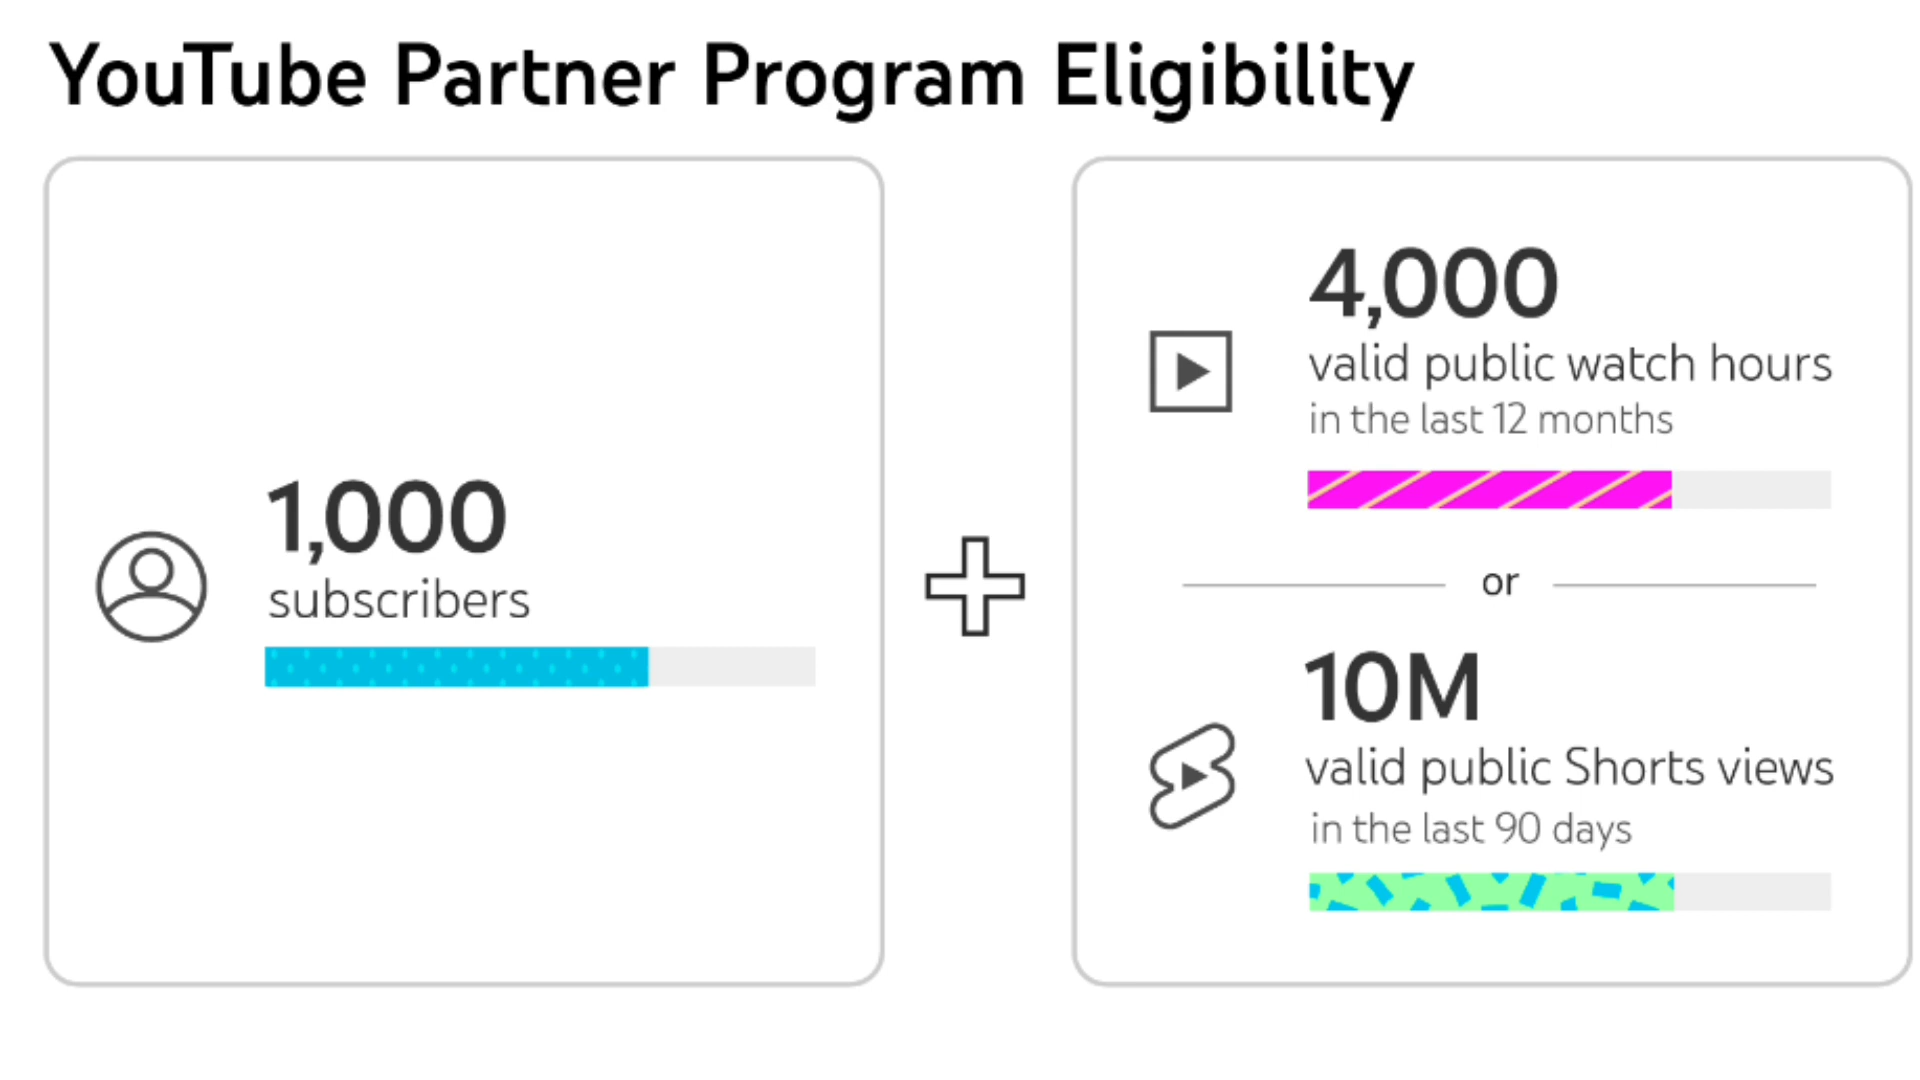 YouTube Partner Program Eligibility
1,000
subscribers
4,000
valid public watch hours
in the last 12 months
or
10M
valid public Shorts views
in the last 90 days